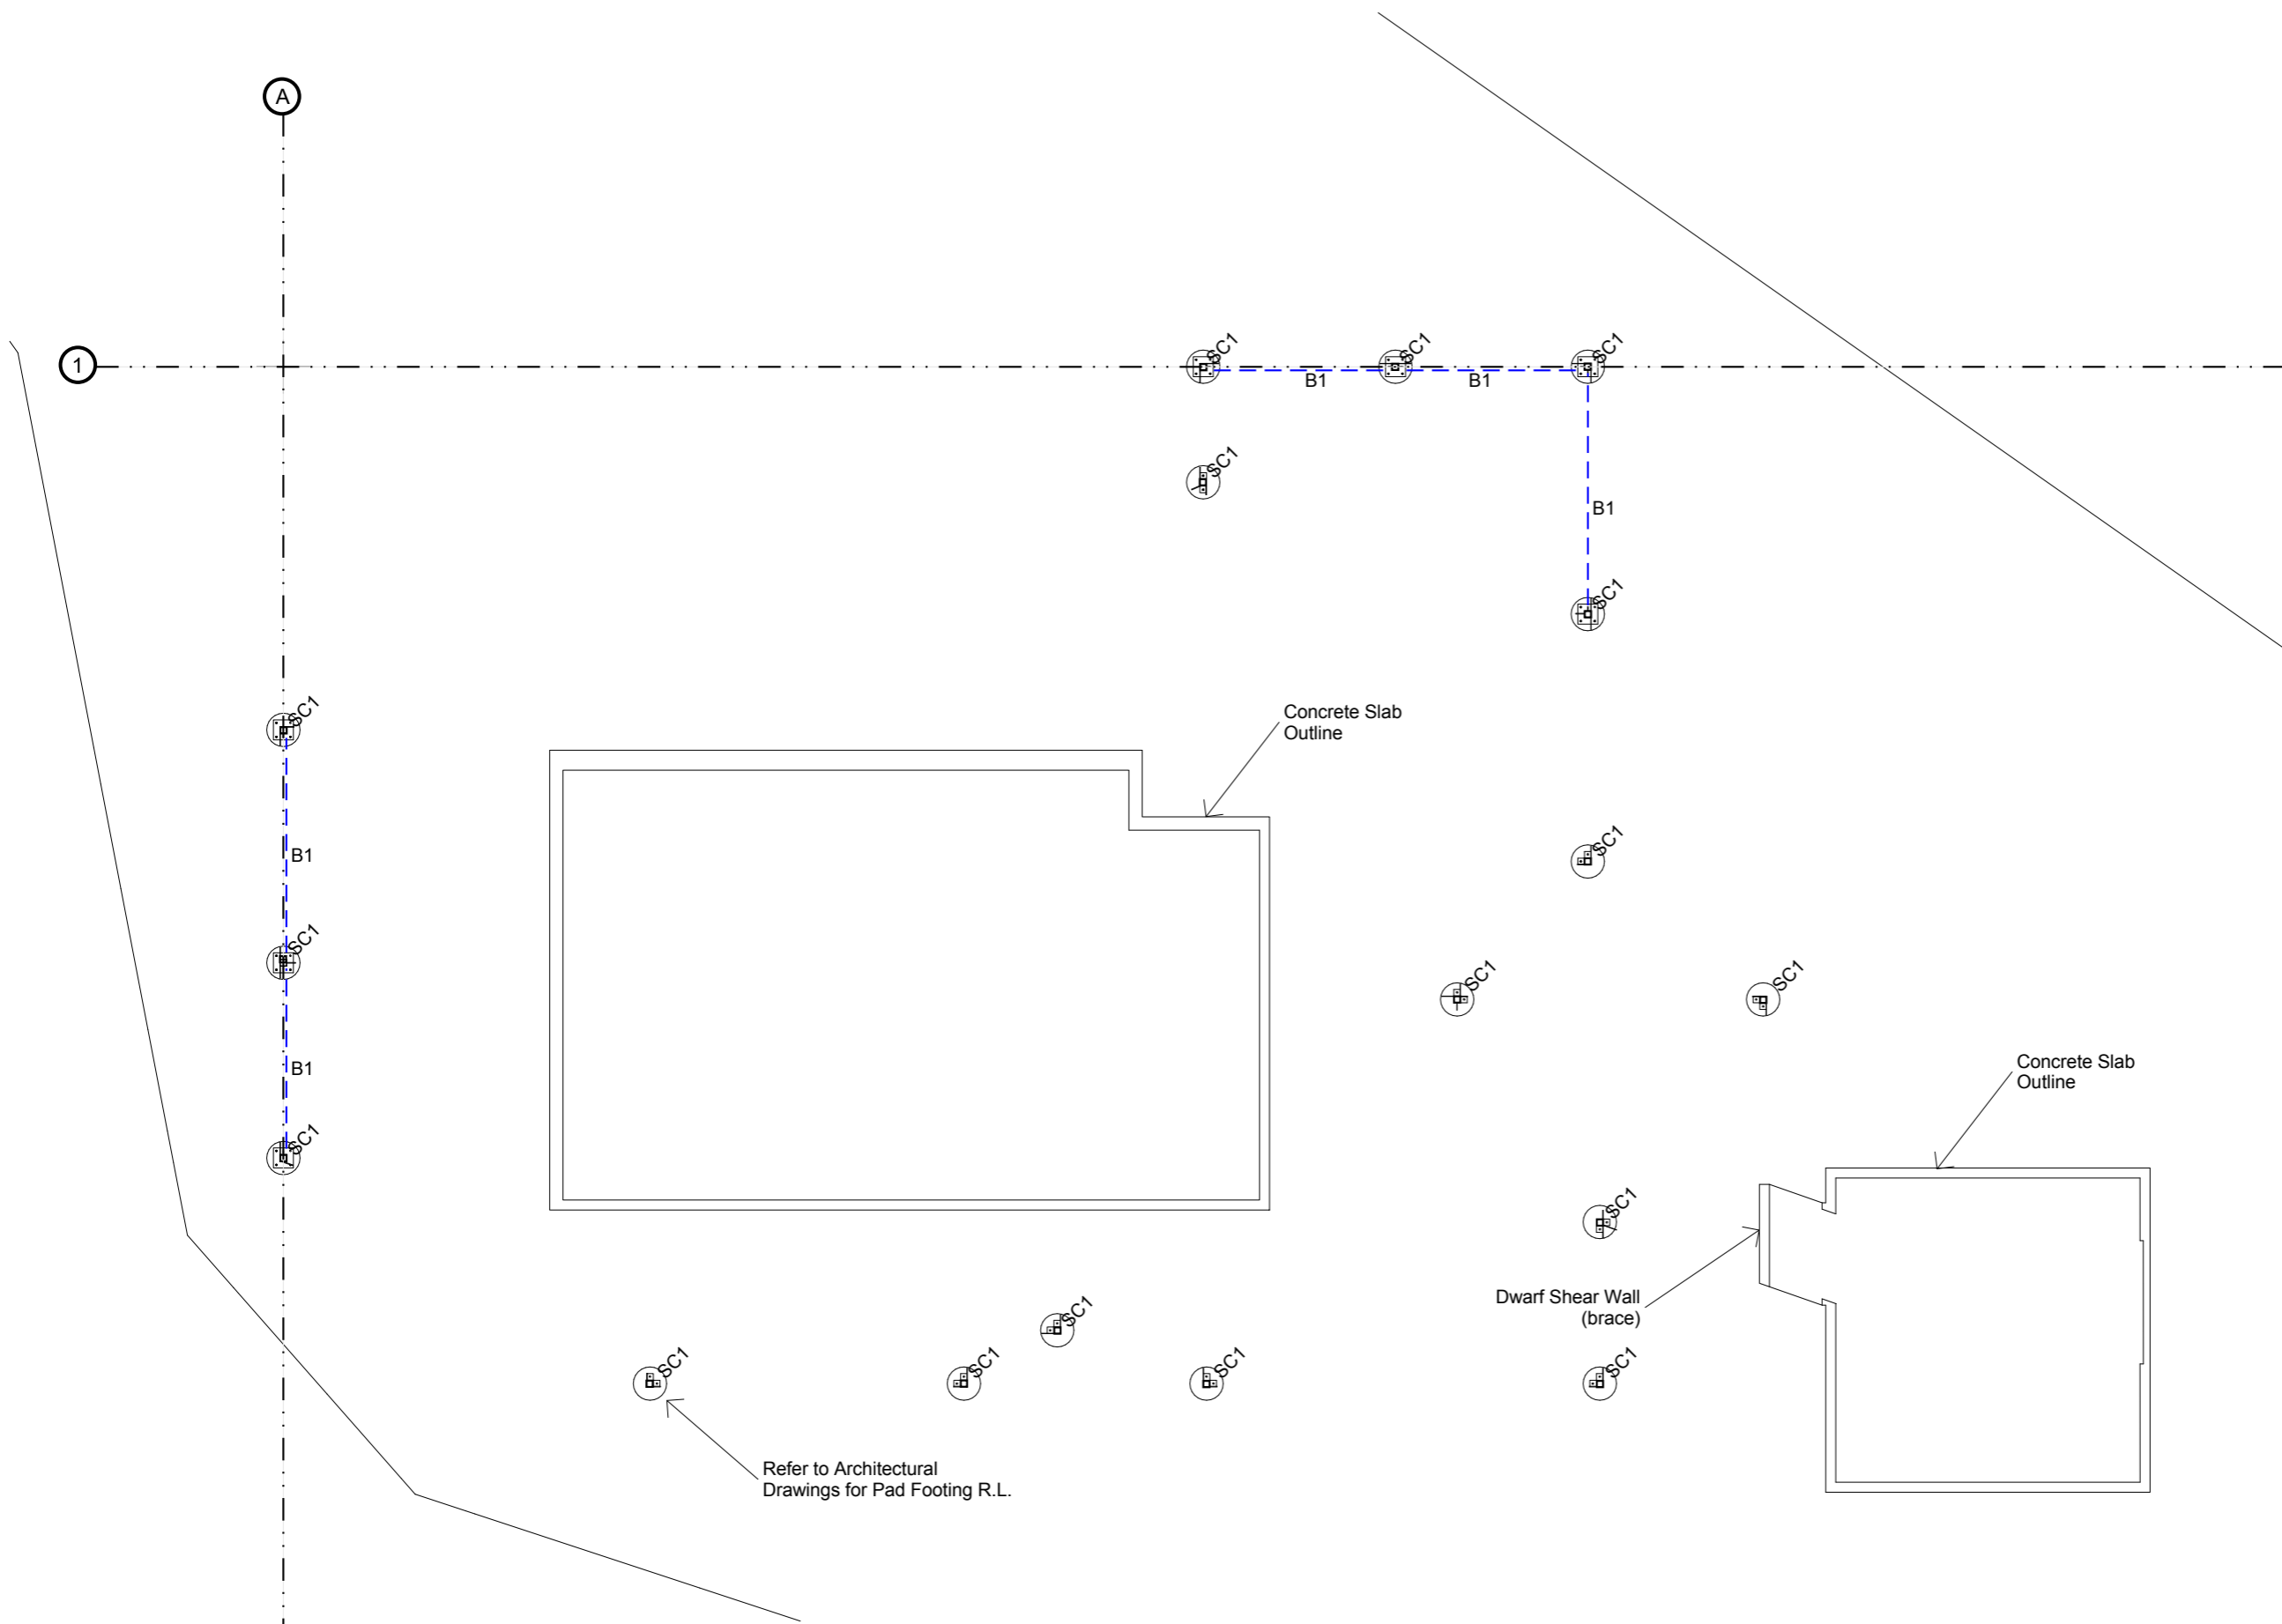 A
1
SC1
SC1
SC1
B1
B1
SC1
B1
SC1
SC1
Concrete Slab
Outline
SC1
B1
SC1
SC1
SC1
Concrete Slab
Outline
B1
SC1
SC1
Dwarf Shear Wall
(brace)
SC1
SC1
SC1
SC1
SC1
Refer to Architectural
Drawings for Pad Footing R.L.